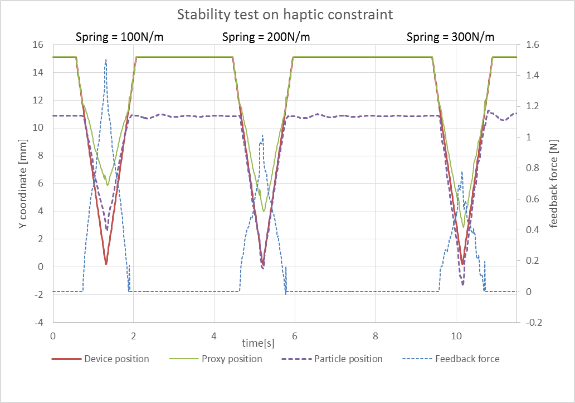 Stability test on haptic constraint
Spring = 100N/m Spring = 200N/m Spring = 300N/m
16 1.6
14 1.4
12 1.2
10 1
8 0.8
6 0.6
4 0.4
2 0.2
0 0
-2
-4 -0.2
Y coordinate [mm]
feedback force [N]
0 2 4 6 8 10
time[s]
Device position Proxy position Particle position Feedback force